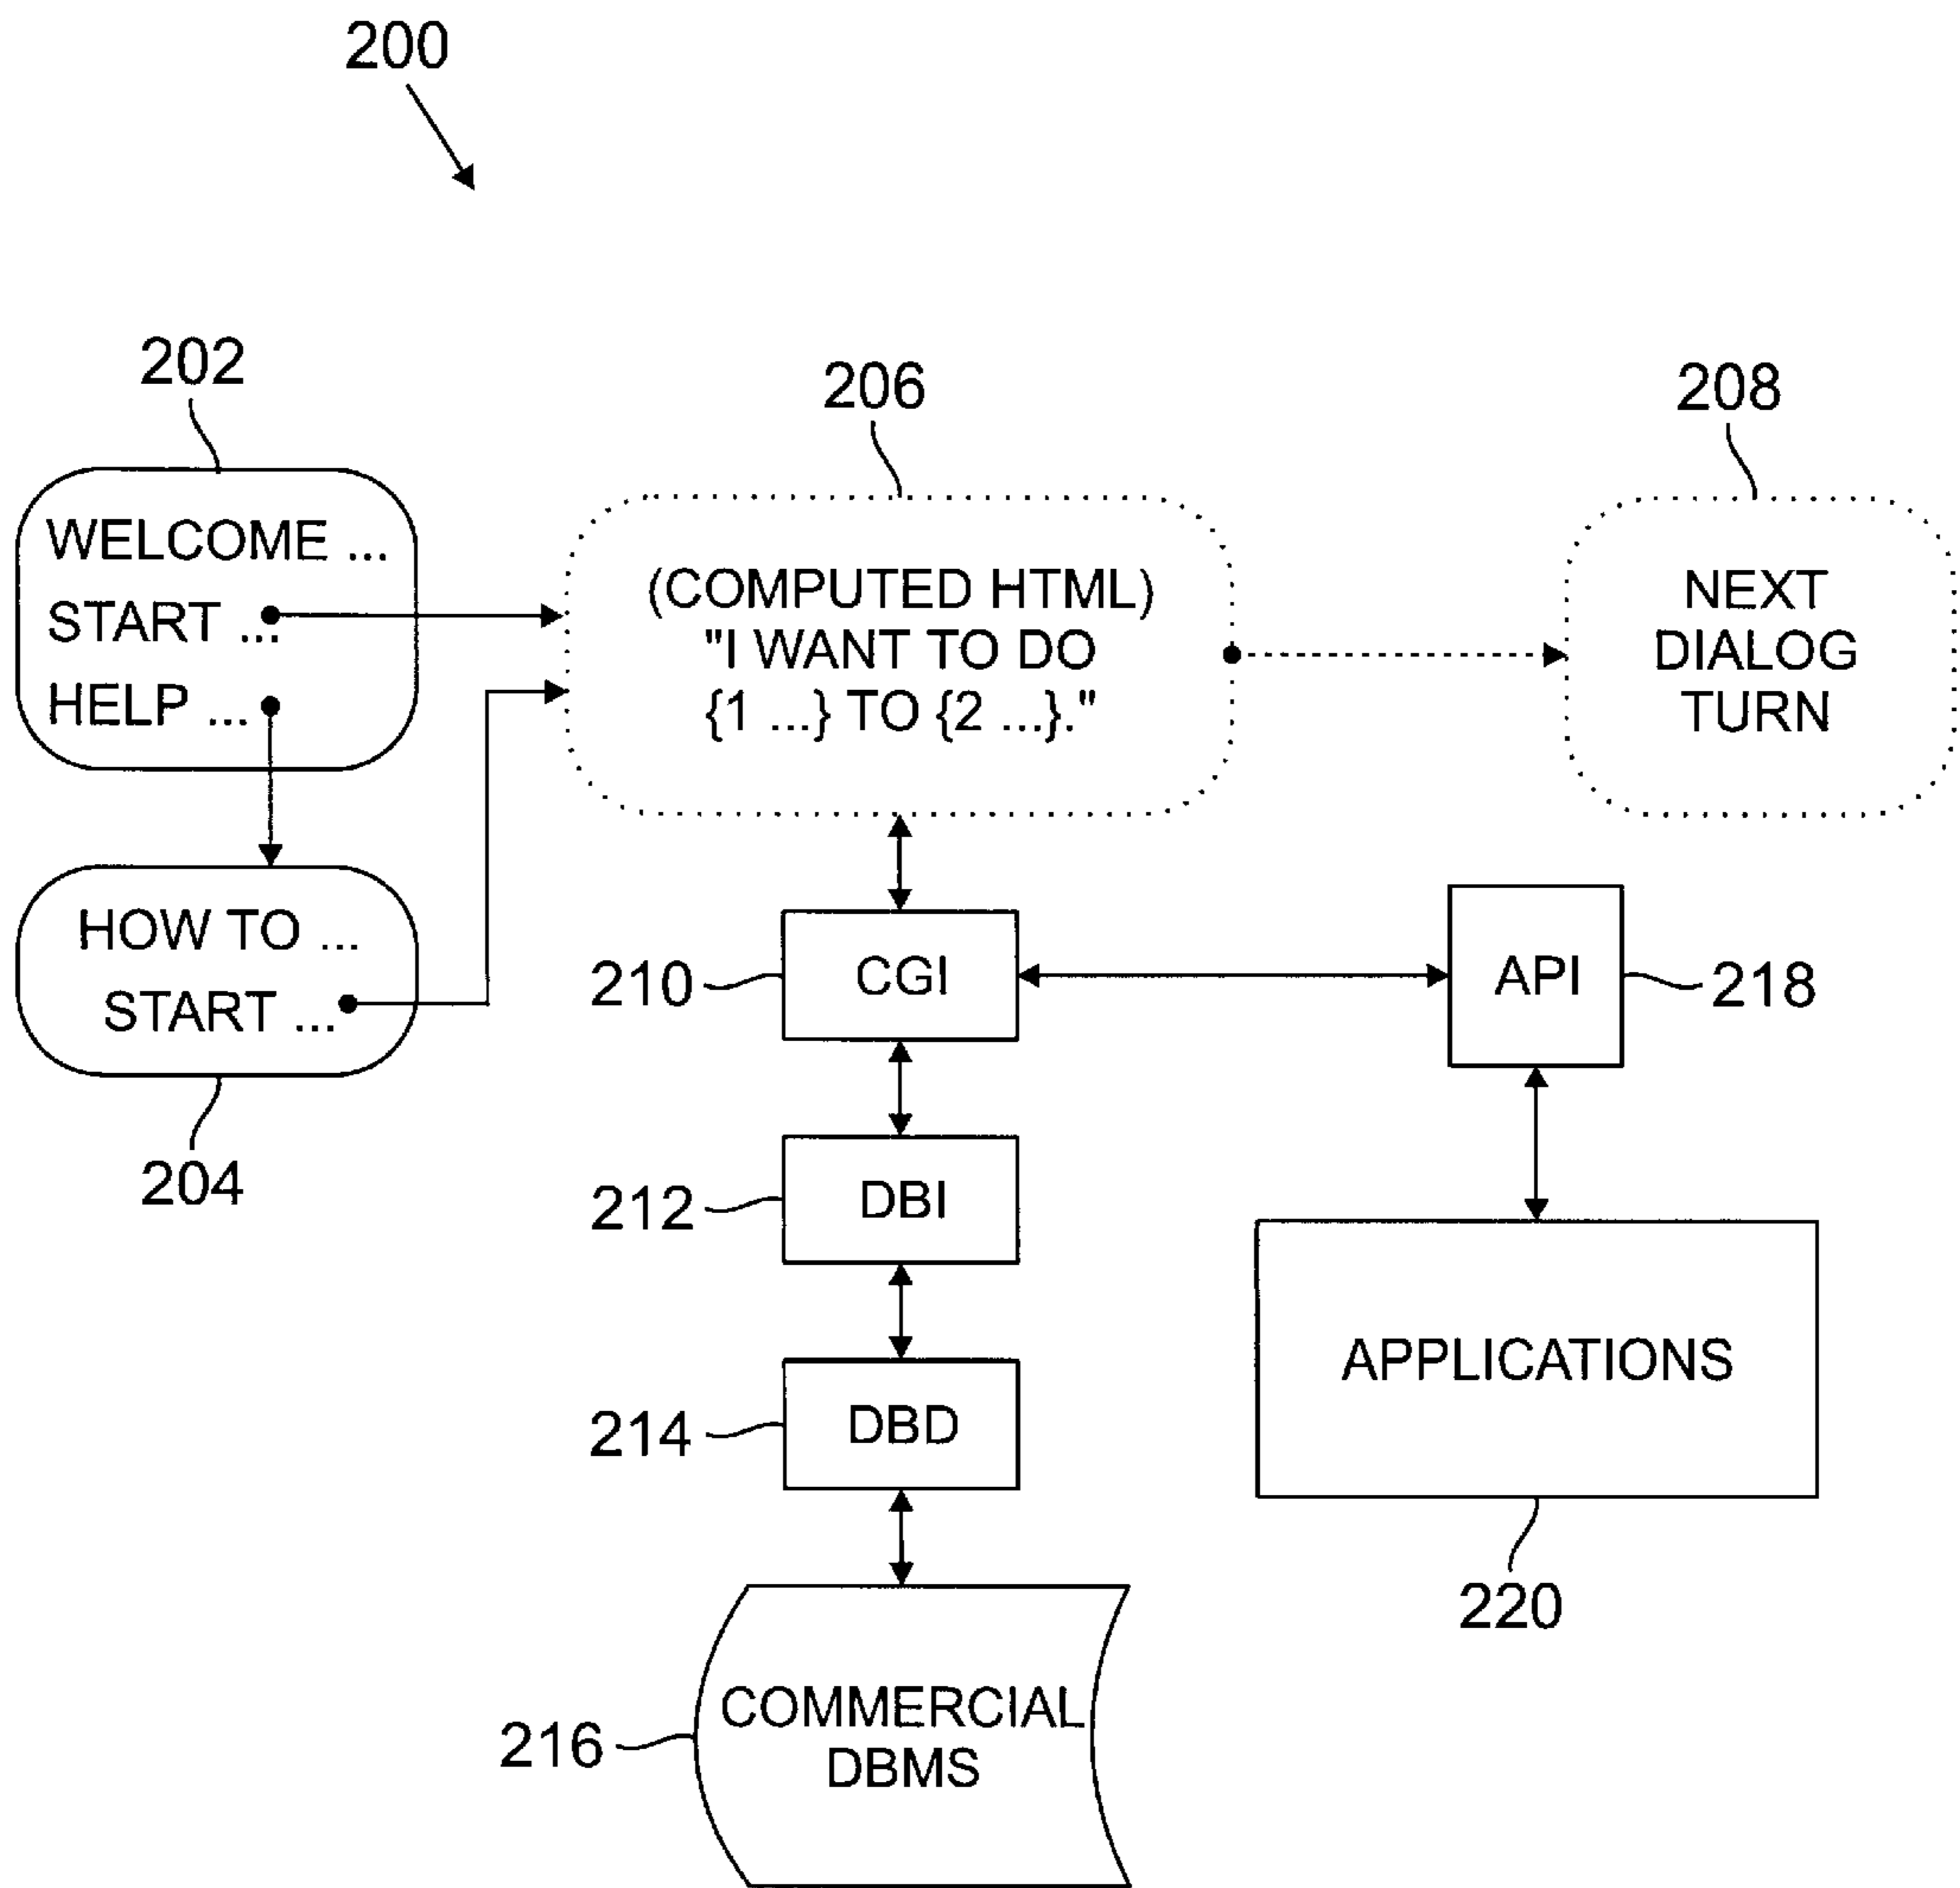 200
202
206
208
WELCOME ...
START ...
HELP ...
(COMPUTED HTML)
"I WANT TO DO
{1 ...} TO {2 ...}."
NEXT
DIALOG
TURN
HOW TO ...
START ...
204
210
CGI
API
218
212
DBI
214
DBD
APPLICATIONS
220
216
COMMERCIAL
DBMS